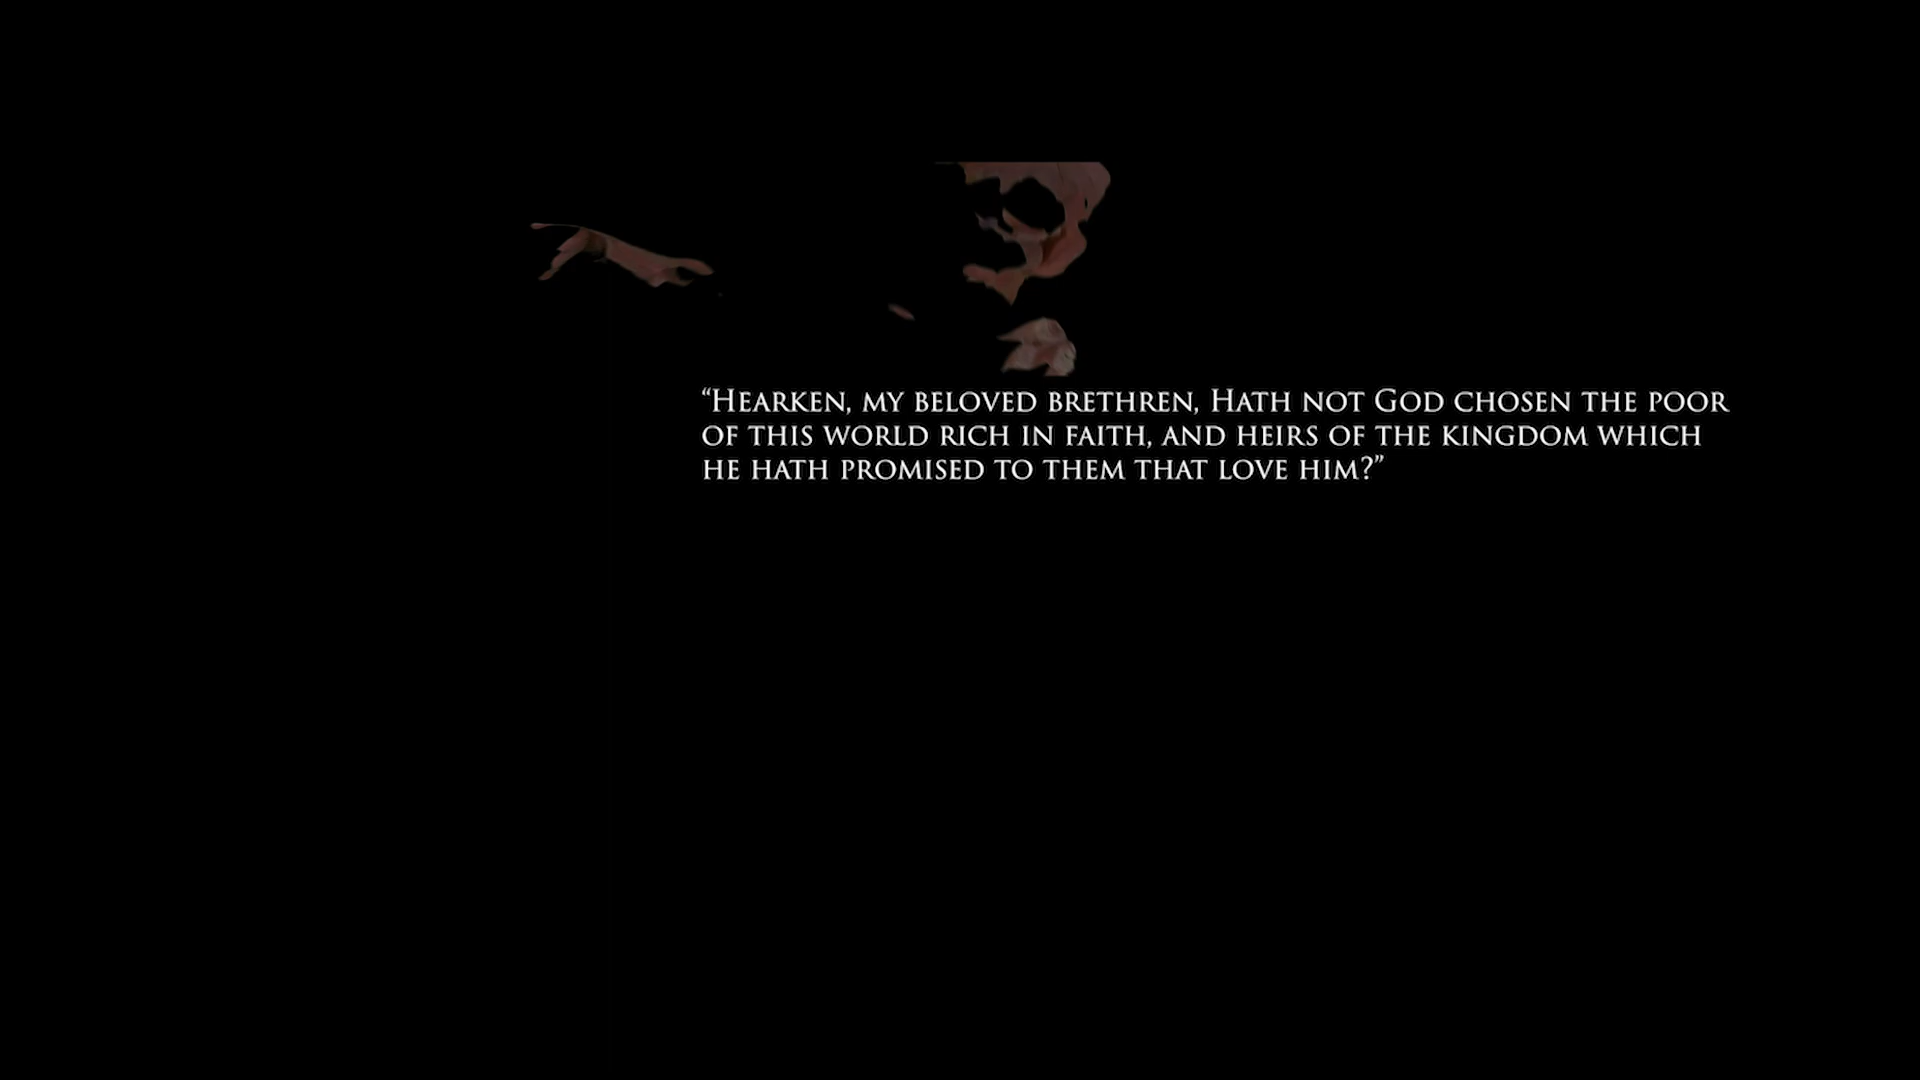 “Hearken, my beloved brethren, Hath not God chosen the poor
of this world rich in faith, and heirs of the kingdom which
he hath promised to them that love him?”